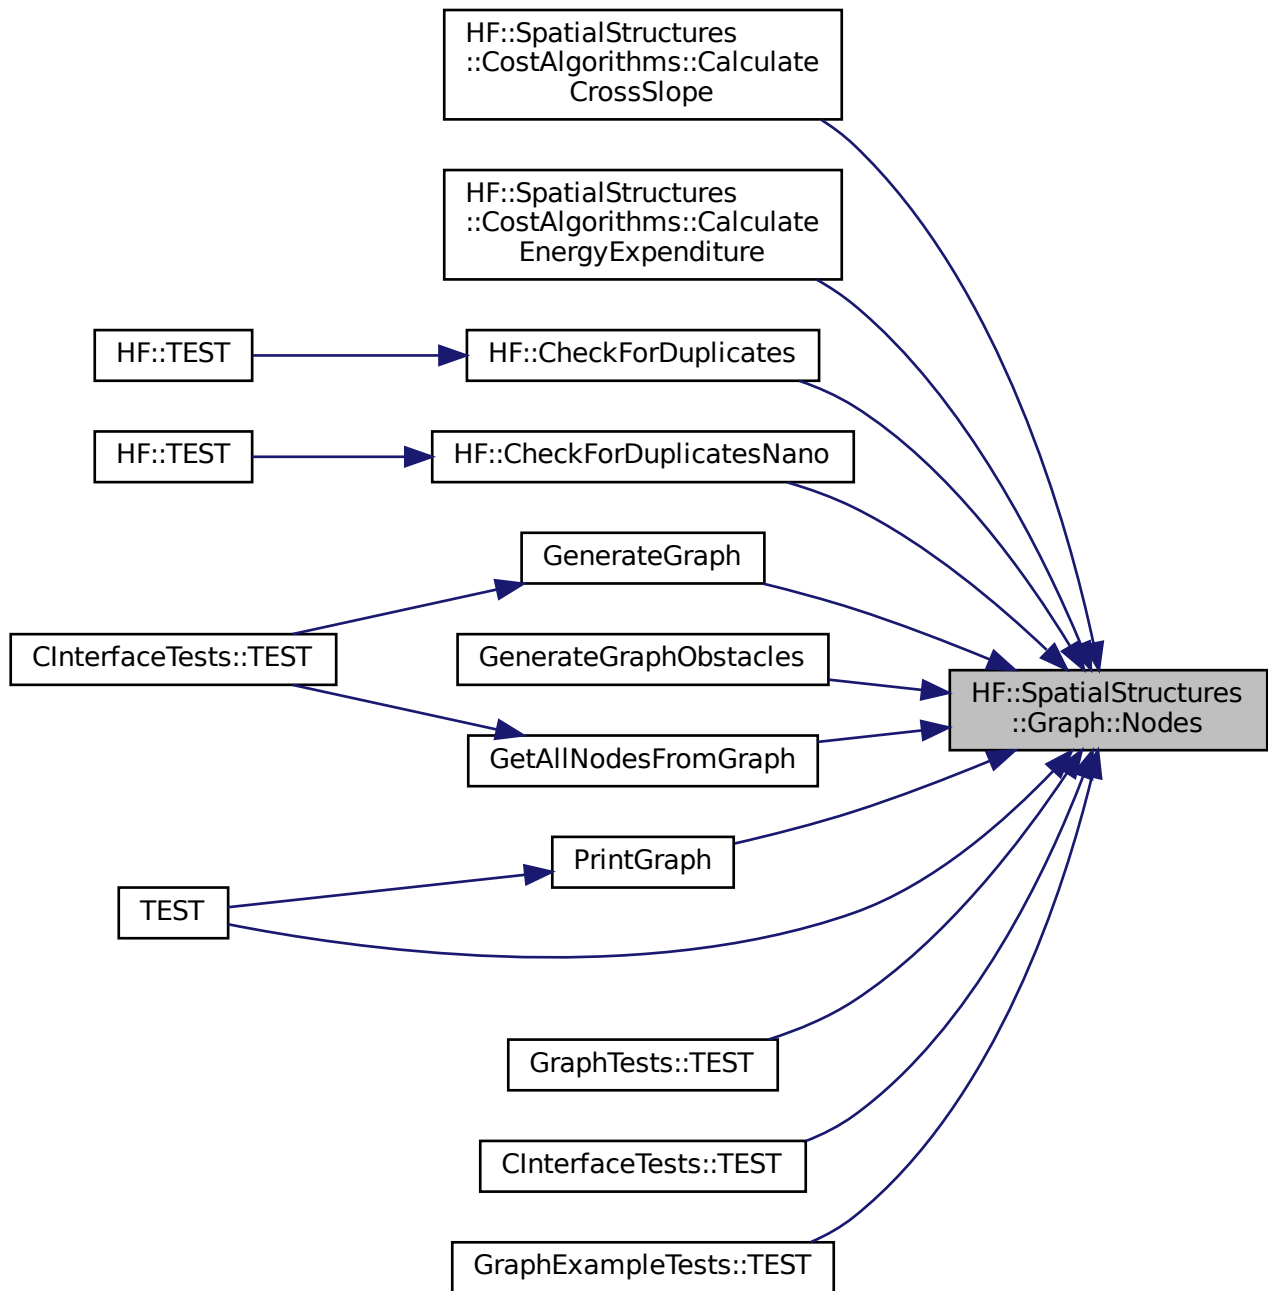 HF::SpatialStructures
::CostAlgorithms::Calculate
CrossSlope
HF::SpatialStructures
::CostAlgorithms::Calculate
EnergyExpenditure
HF::TEST
HF::CheckForDuplicates
HF::TEST
HF::CheckForDuplicatesNano
GenerateGraph
CInterfaceTests::TEST
GenerateGraphObstacles
HF::SpatialStructures
::Graph::Nodes
GetAllNodesFromGraph
PrintGraph
TEST
GraphTests::TEST
CInterfaceTests::TEST
GraphExampleTests::TEST